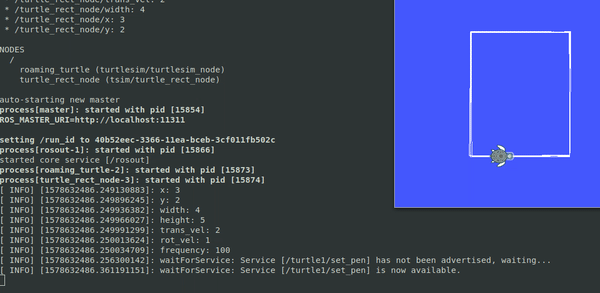 * /turtle_rect_node/trans_vel: 2
* /turtle_rect_node/width: 4
* /turtle_rect_node/x: 3
* /turtle_rect_node/y: 2
NODES
/
roaming_turtle (turtlesim/turtlesim_node)
turtle_rect_node (tsim/turtle_rect_node)
auto-starting new master
process[master]: started with pid [15854]
ROS_MASTER_URI=http://localhost:11311
setting /run_id to 40b52eec-3366-11ea-bceb-3cf011fb502c
process[rosout-1]: started with pid [15866]
started core service [/rosout]
process[roaming_turtle-2]: started with pid [15873]
process[turtle_rect_node-3]: started with pid [15874]
[ INFO] [1578632486.249130883]: x: 3
[ INFO] [1578632486.249896245]: y: 2
[ INFO] [1578632486.249936382]: width: 4
[ INFO] [1578632486.249966027]: height: 5
[ INFO] [1578632486.249991299]: trans_vel: 2
[ INFO] [1578632486.250013624]: rot_vel: 1
[ INFO] [1578632486.250034709]: frequency: 100
[ INFO] [1578632486.256300142]: waitForService: Service [/turtle1/set_pen] has not been advertised, waiting...
[ INFO] [1578632486.361191151]: waitForService: Service [/turtle1/set_pen] is now available.